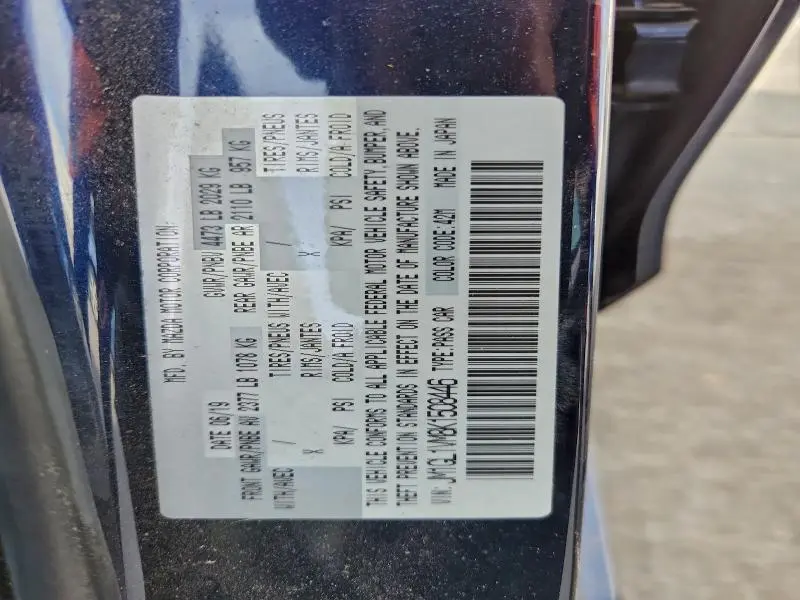 MFD. BY MAZDA MOTOR CORPORATION
DATE 06/19 GVWR/PNBV 4473 LB 2029 KG
FRONT GAWR/PNBE AV 2377 LB 1078 KG REAR GAWR/PNBE AR 2110 LB 957 KG
WITH/AVEC / TIRES/PNEUS WITH/AVEC / TIRES/PNEUS
X RIMS/JANTES X RIMS/JANTES
KPA/ PSI COLD/A FROID KPA/ PSI COLD/A FROID
THIS VEHICLE CONFORMS TO ALL APPLICABLE FEDERAL MOTOR VEHICLE SAFETY, BUMPER, AND
THEFT PREVENTION STANDARDS IN EFFECT ON THE DATE OF MANUFACTURE SHOWN ABOVE.
VIN: JM1GL1VM8K1508446 TYPE:PASS CAR COLOR CODE:42M MADE IN JAPAN